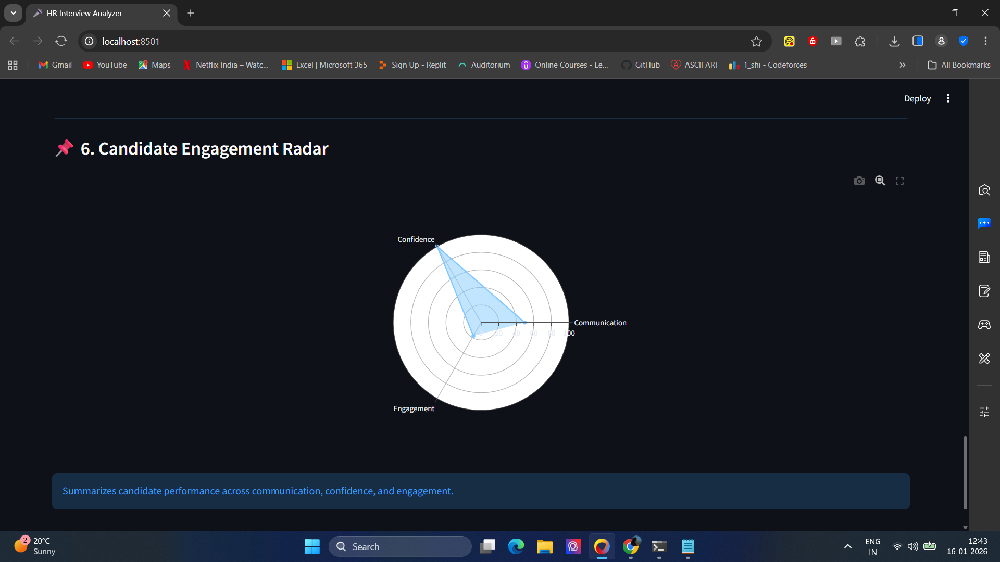 HR Interview Analyzer
localhost:8501
Gmail
YouTube
Maps
Netflix India – Watc...
Excel | Microsoft 365
Sign Up - Replit
Auditorium
Online Courses - Le...
GitHub
ASCII ART
1_shi - Codeforces
All Bookmarks
Deploy
6. Candidate Engagement Radar
Confidence
Communication
0 20 40 60 80 100
Engagement
Summarizes candidate performance across communication, confidence, and engagement.
2
20°C
Sunny
Search
ENG
IN
12:43
16-01-2026